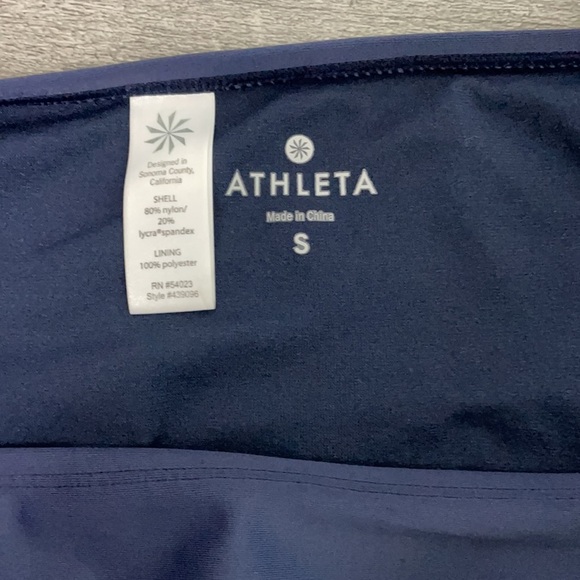 Designed in
Sonoma County,
California
SHELL
80% nylon/
20%
lycra®spandex
LINING
100% polyester
RN #54023
Style #439096
ATHLETA
Made in China
S